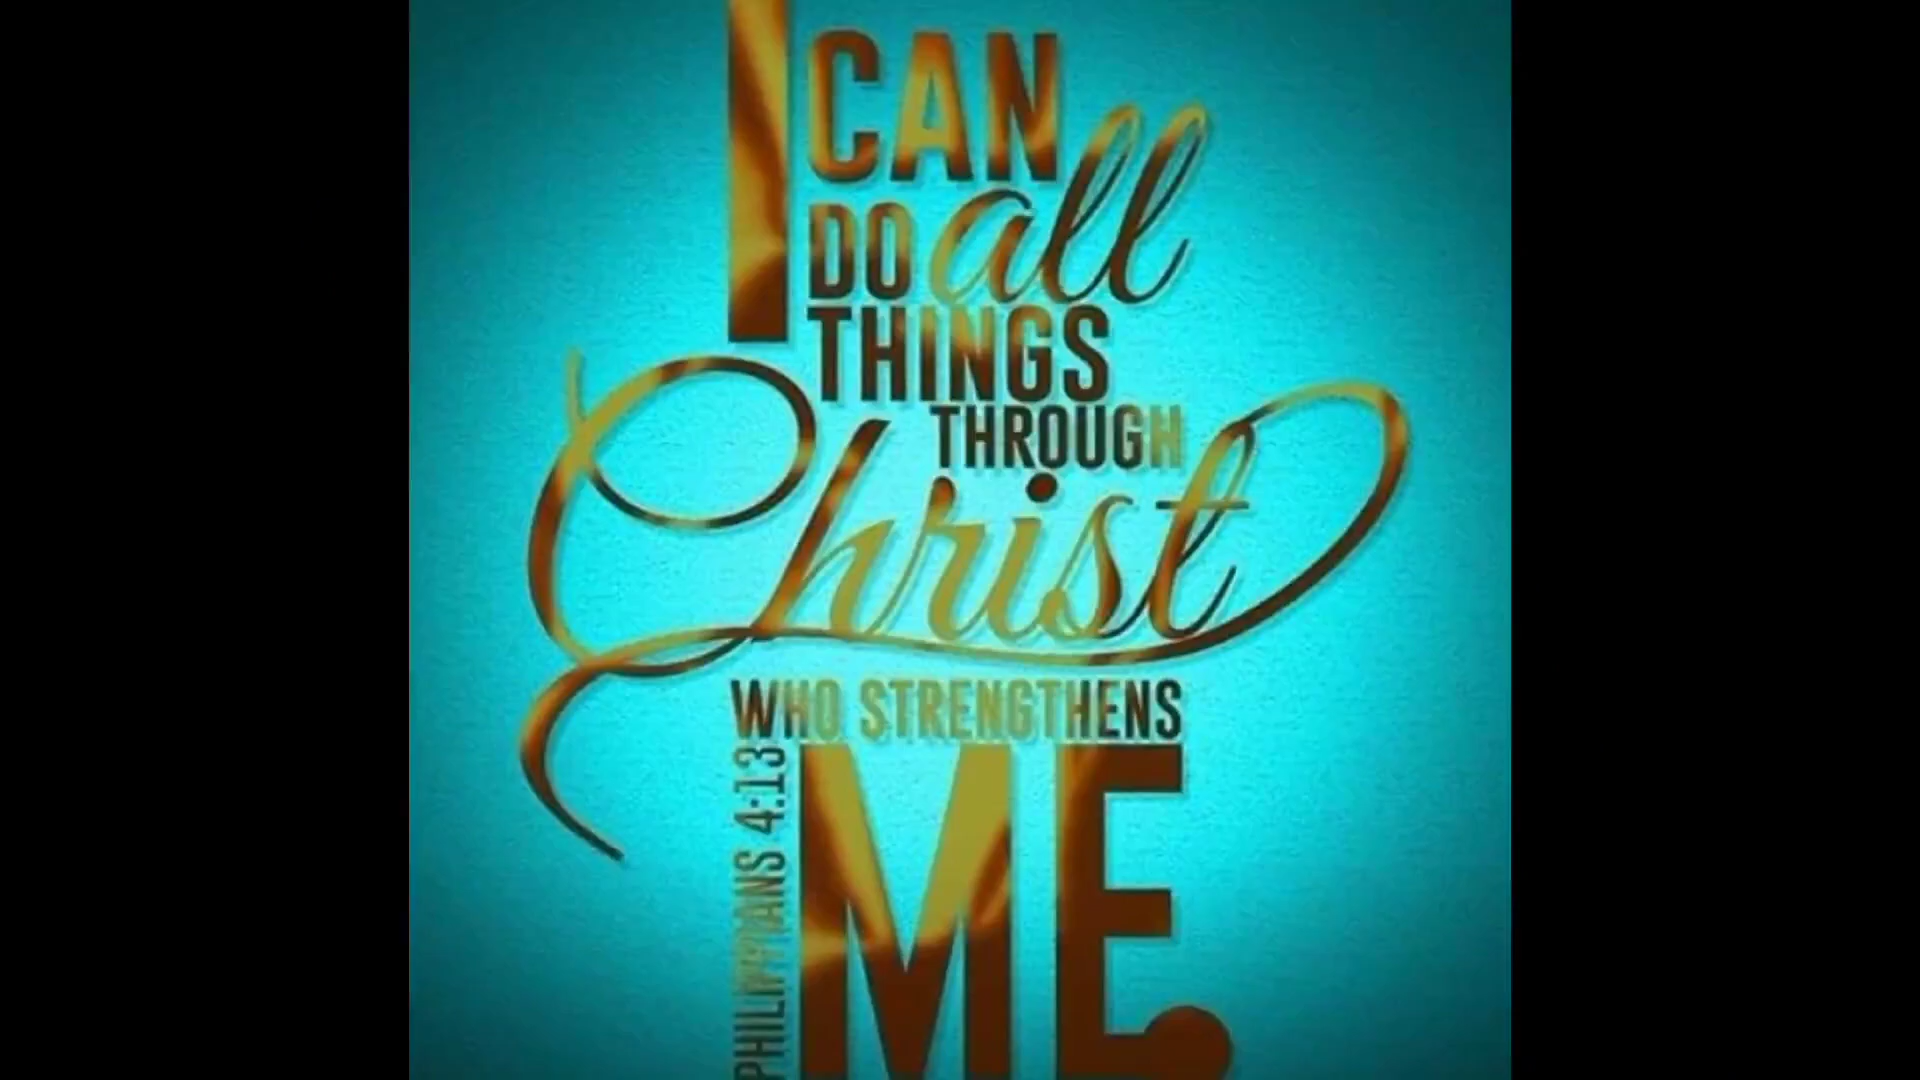 I CAN
DO all
THINGS
THROUGH
Christ
WHO STRENGTHENS
ME.
PHILIPPIANS 4:13